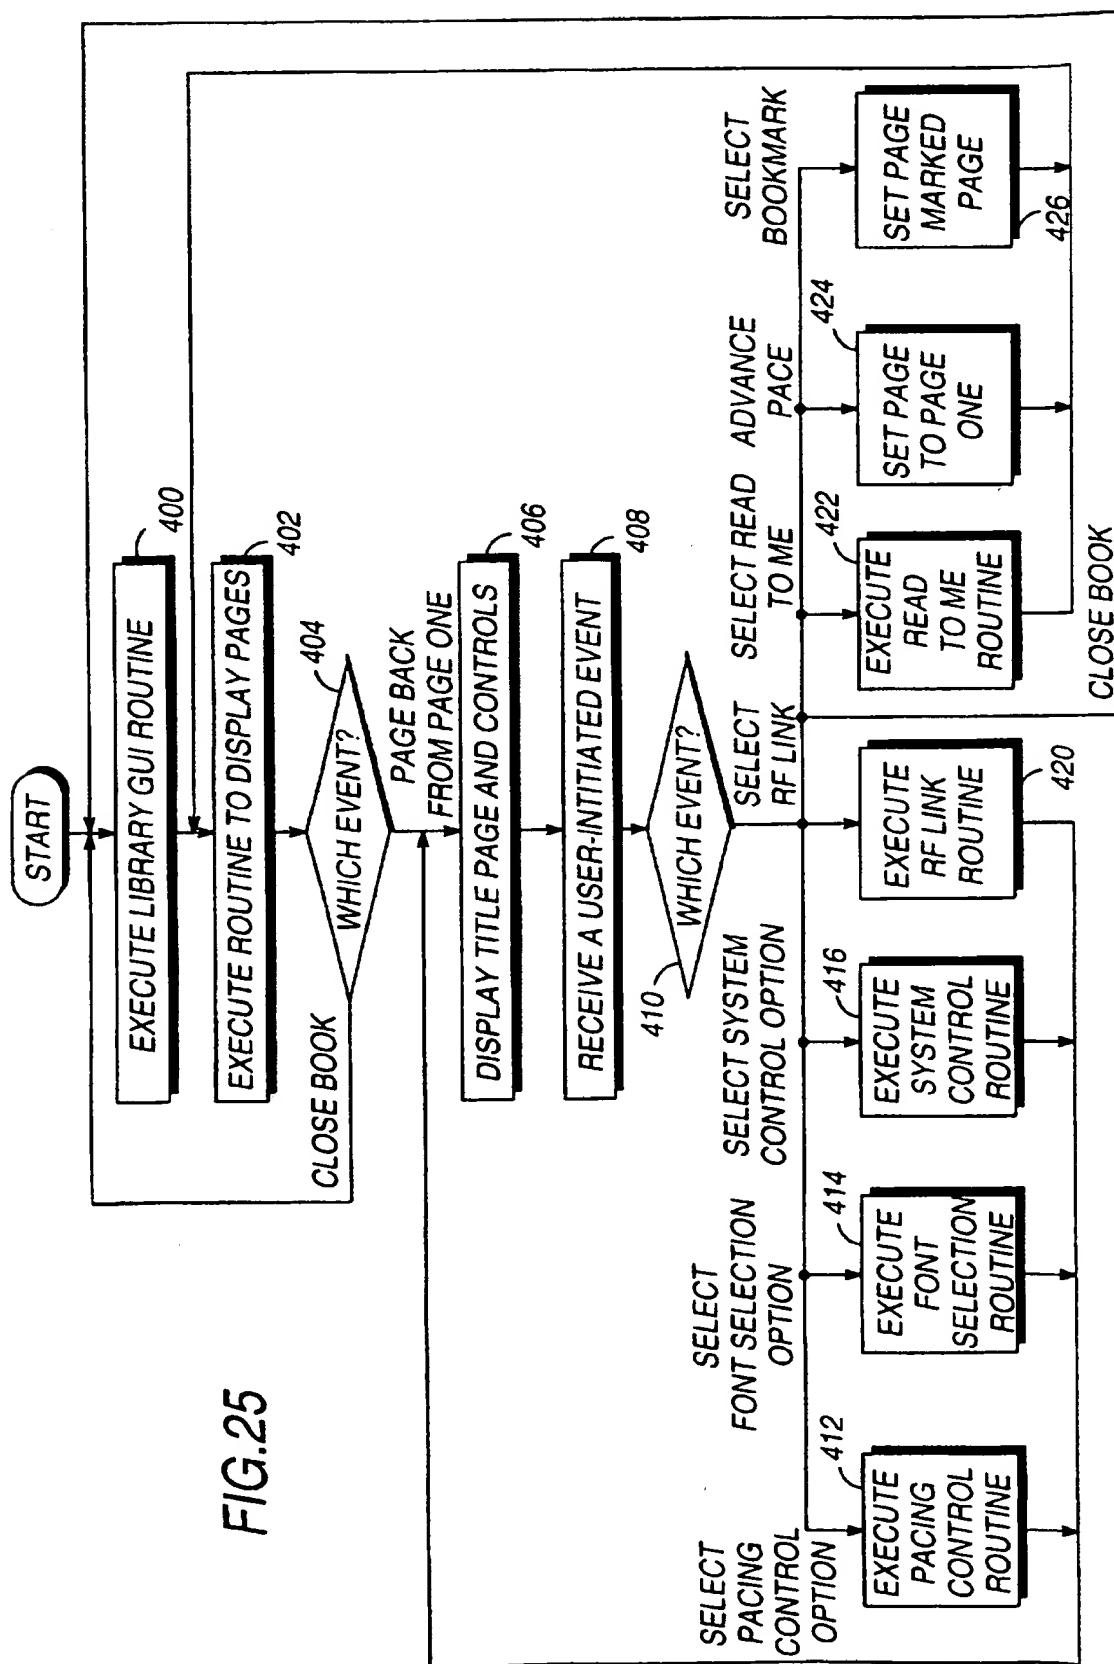 FIG.25
START
EXECUTE LIBRARY GUI ROUTINE
400
EXECUTE ROUTINE TO DISPLAY PAGES
402
WHICH EVENT?
404
CLOSE BOOK
PAGE BACK
FROM PAGE ONE
DISPLAY TITLE PAGE AND CONTROLS
406
RECEIVE A USER-INTITIATED EVENT
408
WHICH EVENT?
410
SELECT
PACING
CONTROL
OPTION
SELECT
FONT SELECTION
OPTION
SELECT SYSTEM
CONTROL OPTION
SELECT
RF LINK
SELECT READ
TO ME
ADVANCE
PACE
SELECT
BOOKMARK
EXECUTE
PACING
CONTROL
ROUTINE
412
EXECUTE
FONT
SELECTION
ROUTINE
414
EXECUTE
SYSTEM
CONTROL
ROUTINE
416
EXECUTE
RF LINK
ROUTINE
420
EXECUTE
READ
TO ME
ROUTINE
422
SET PAGE
TO PAGE
ONE
424
SET PAGE
MARKED
PAGE
426
CLOSE BOOK